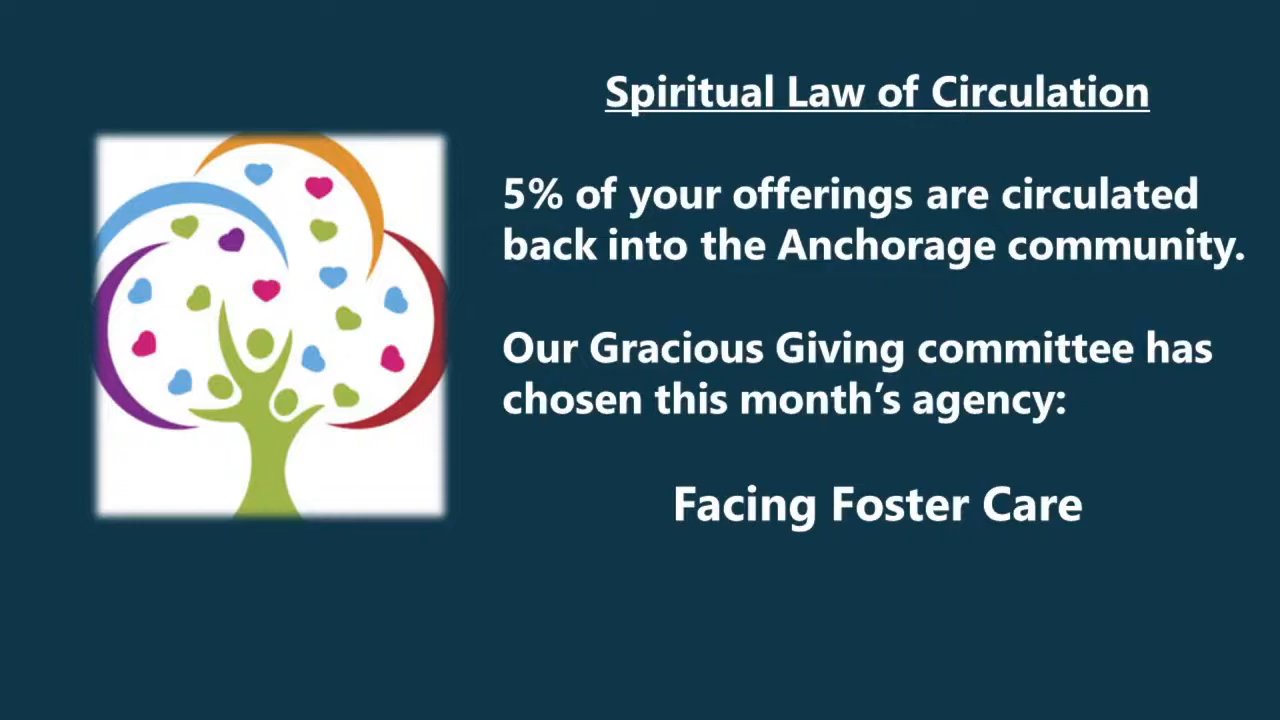 Spiritual Law of Circulation
5% of your offerings are circulated
back into the Anchorage community.
Our Gracious Giving committee has
chosen this month’s agency:
Facing Foster Care